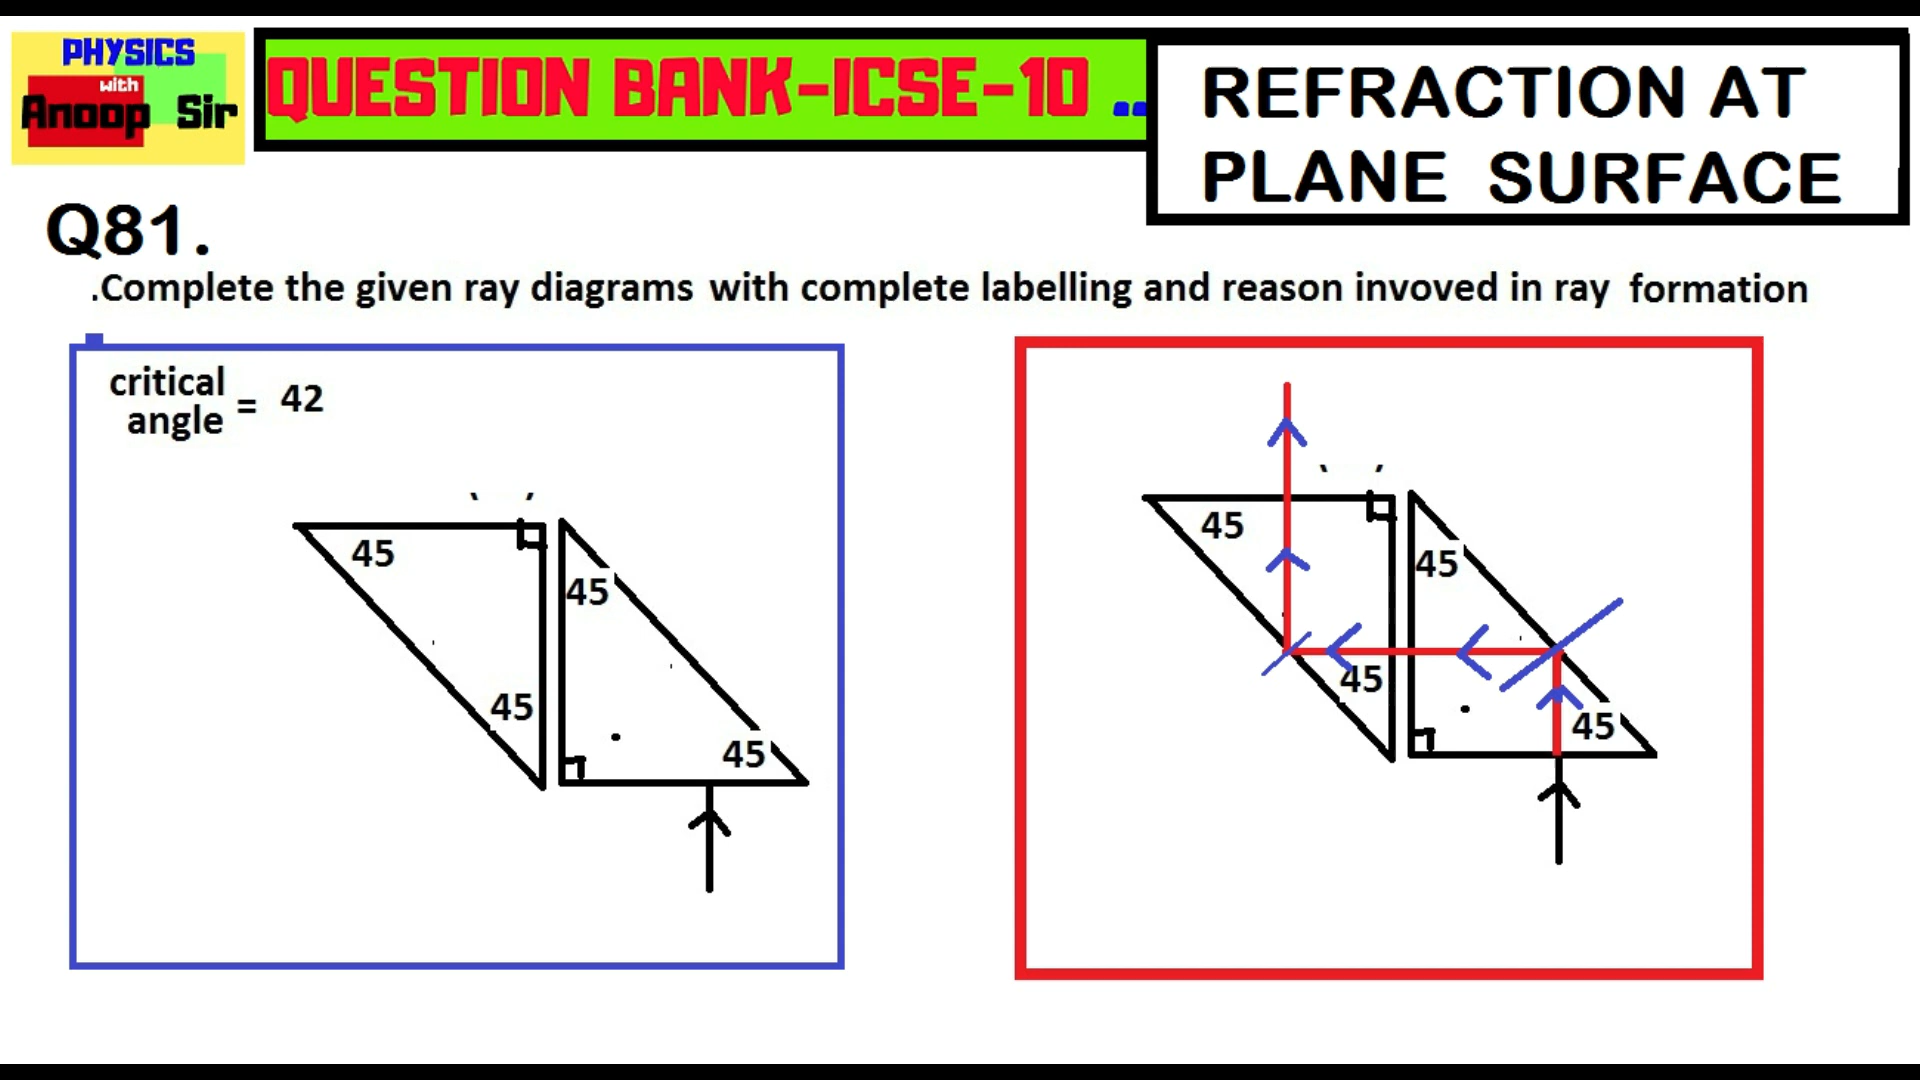 PHYSICS
with
Anoop Sir
QUESTION BANK-ICSE-10 ..
REFRACTION AT
PLANE SURFACE
Q81.
.Complete the given ray diagrams with complete labelling and reason invoved in ray formation
critical
angle = 42
45
45
45
45
45
45
45
45